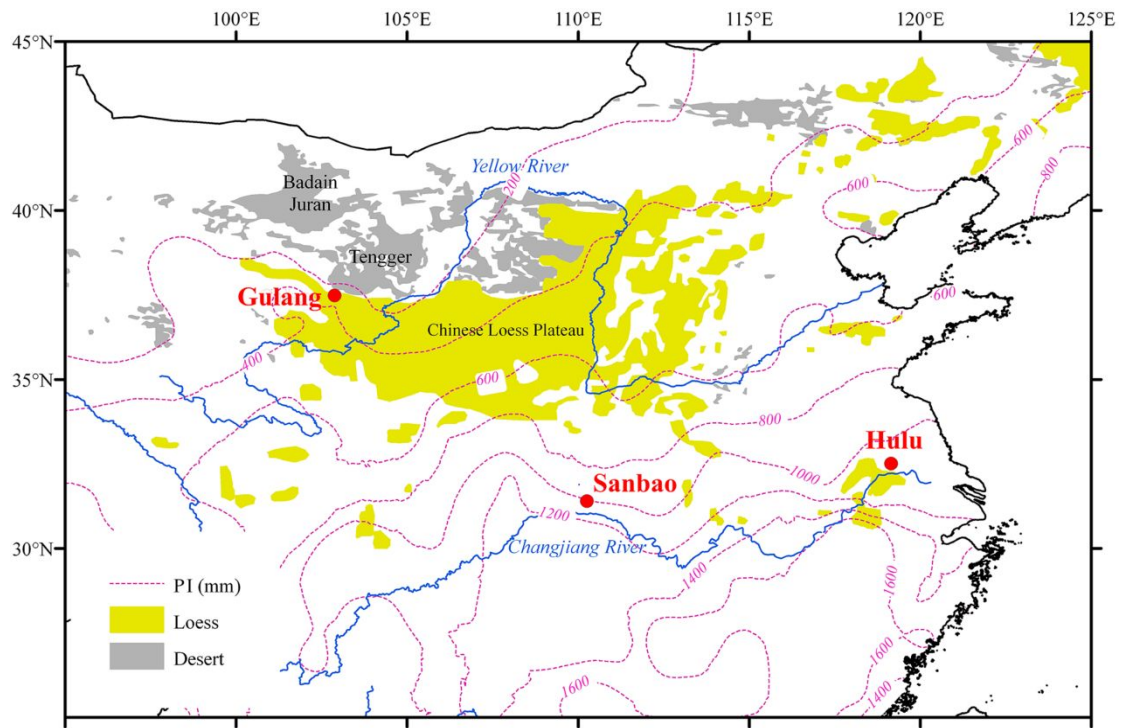 100°E
105°E
110°E
115°E
120°E
125°E
45°N
600
Yellow River
200
800
Badain
Juran
600
40°N
Tengger
Gulang
600
Chinese Loess Plateau
400
35°N
600
800
Hulu
1000
Sanbao
1200
30°N
Changjiang River
1400
1600
PI (mm)
Loess
Desert
1600
1600
1400